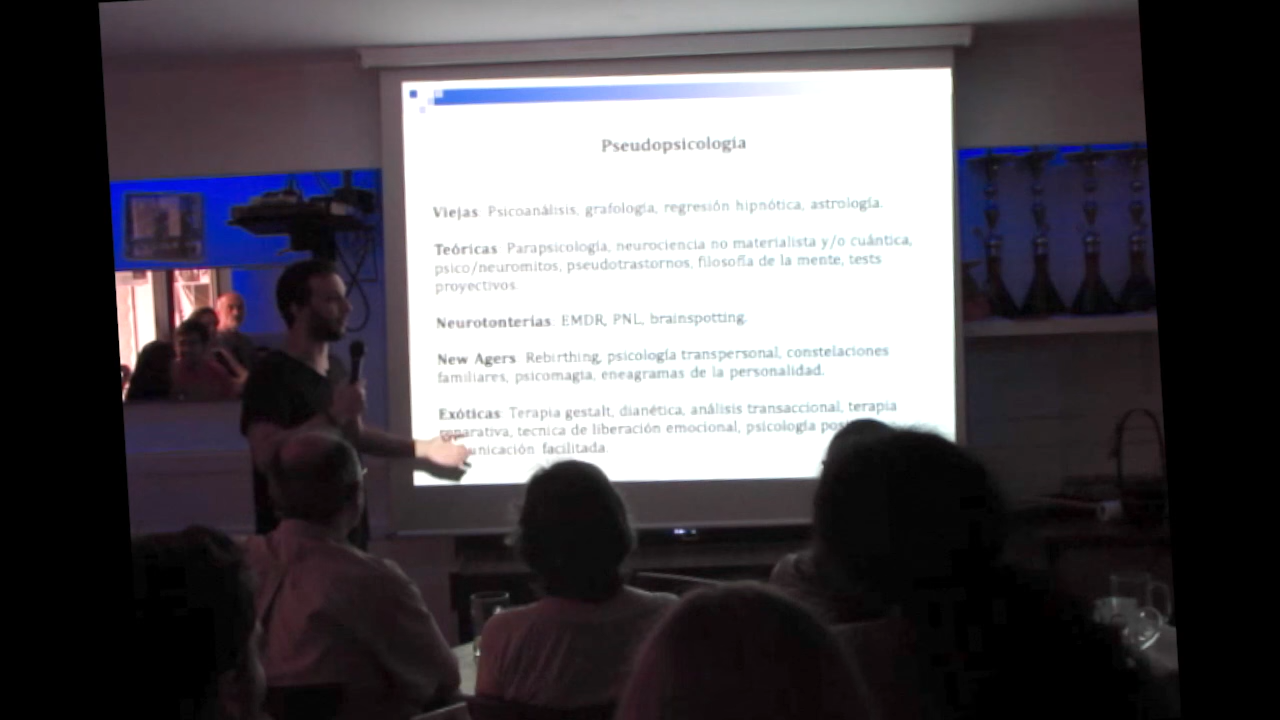 Pseudopsicología
Viejas: Psicoanálisis, grafología, regresión hipnótica, astrología.
Teóricas: Parapsicología, neurociencia no materialista y/o cuántica,
psico/neuromitos, pseudotrastornos, filosofía de la mente, tests
proyectivos.
Neurotonterías: EMDR, PNL, brainspotting.
New Agers: Rebirthing, psicología transpersonal, constelaciones
familiares, psicomagia, eneagramas de la personalidad.
Exóticas: Terapia gestalt, dianética, análisis transaccional, terapia
reparativa, tecnica de liberación emocional, psicología
facilitada.